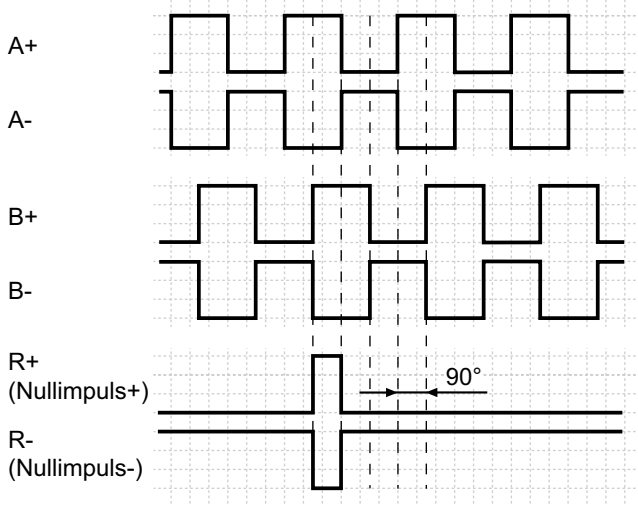 A+
A-
B+
B-
R+
(Nullimpuls+)
90°
R-
(Nullimpuls-)